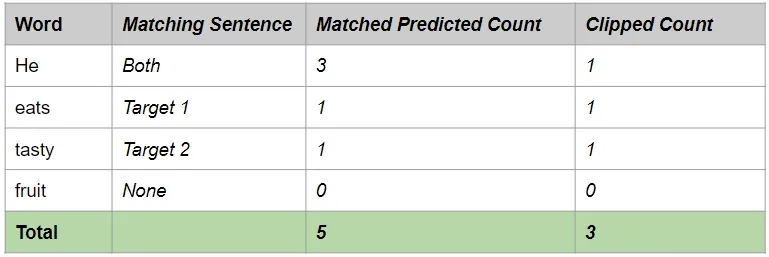 Word Matching Sentence Matched Predicted Count Clipped Count
He Both 3 1
eats Target 1 1 1
tasty Target 2 1 1
fruit None 0 0
Total 5 3